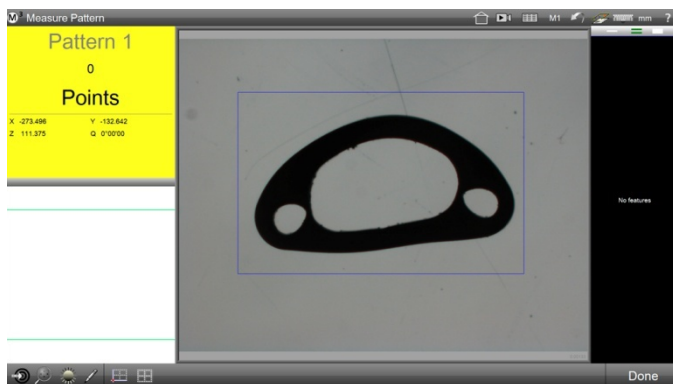 M³ Measure Pattern
M1
mm ?
Pattern 1
0
Points
X -273.496 Y -132.642
Z 111.375 Q 0°00'00
No features
Done